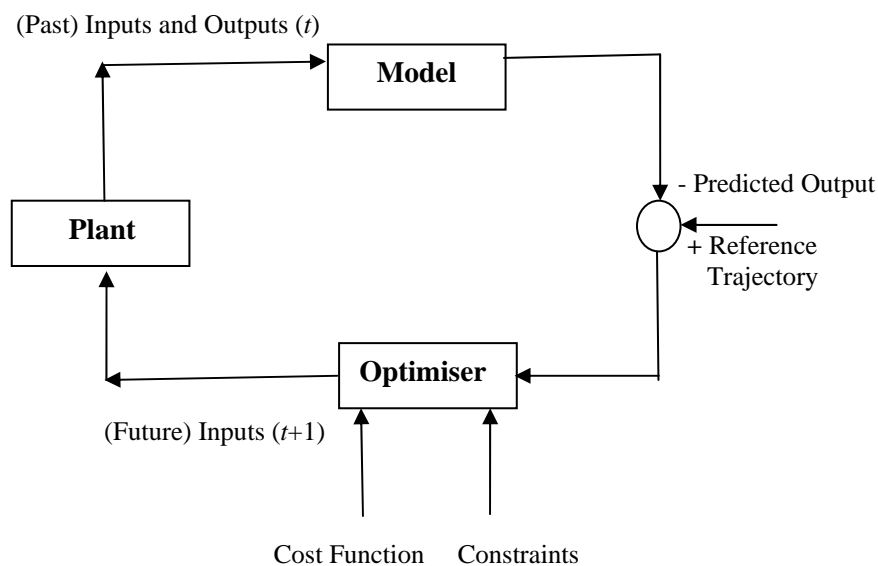 (Past) Inputs and Outputs (t)
Model
- Predicted Output
Plant
+ Reference
Trajectory
Optimiser
(Future) Inputs (t+1)
Cost Function
Constraints